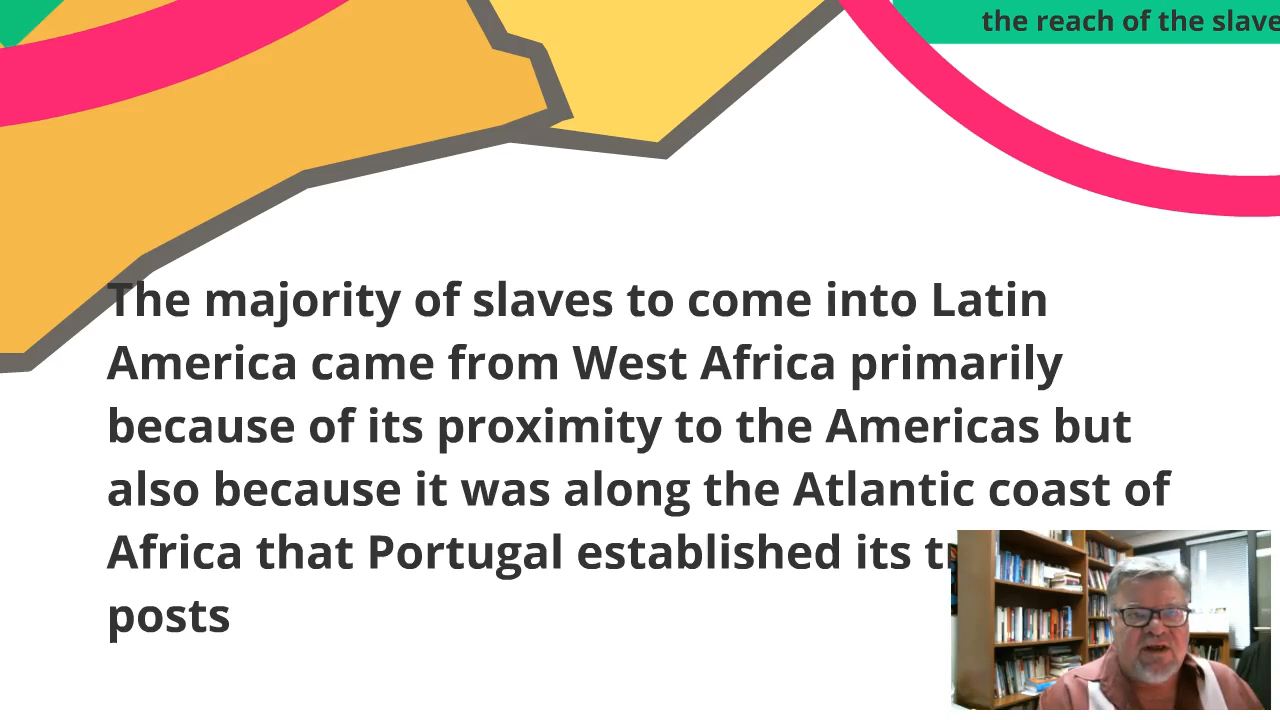 the reach of the slave
The majority of slaves to come into Latin
America came from West Africa primarily
because of its proximity to the Americas but
also because it was along the Atlantic coast of
Africa that Portugal established its
posts